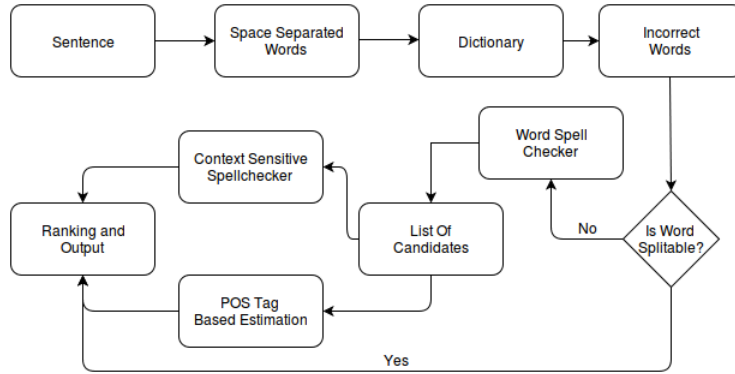 Sentence
Space Separated
Words
Dictionary
Incorrect
Words
Word Spell
Checker
Context Sensitive
Spellchecker
Ranking and
Output
List Of
Candidates
No
Is Word
Splitable?
POS Tag
Based Estimation
Yes